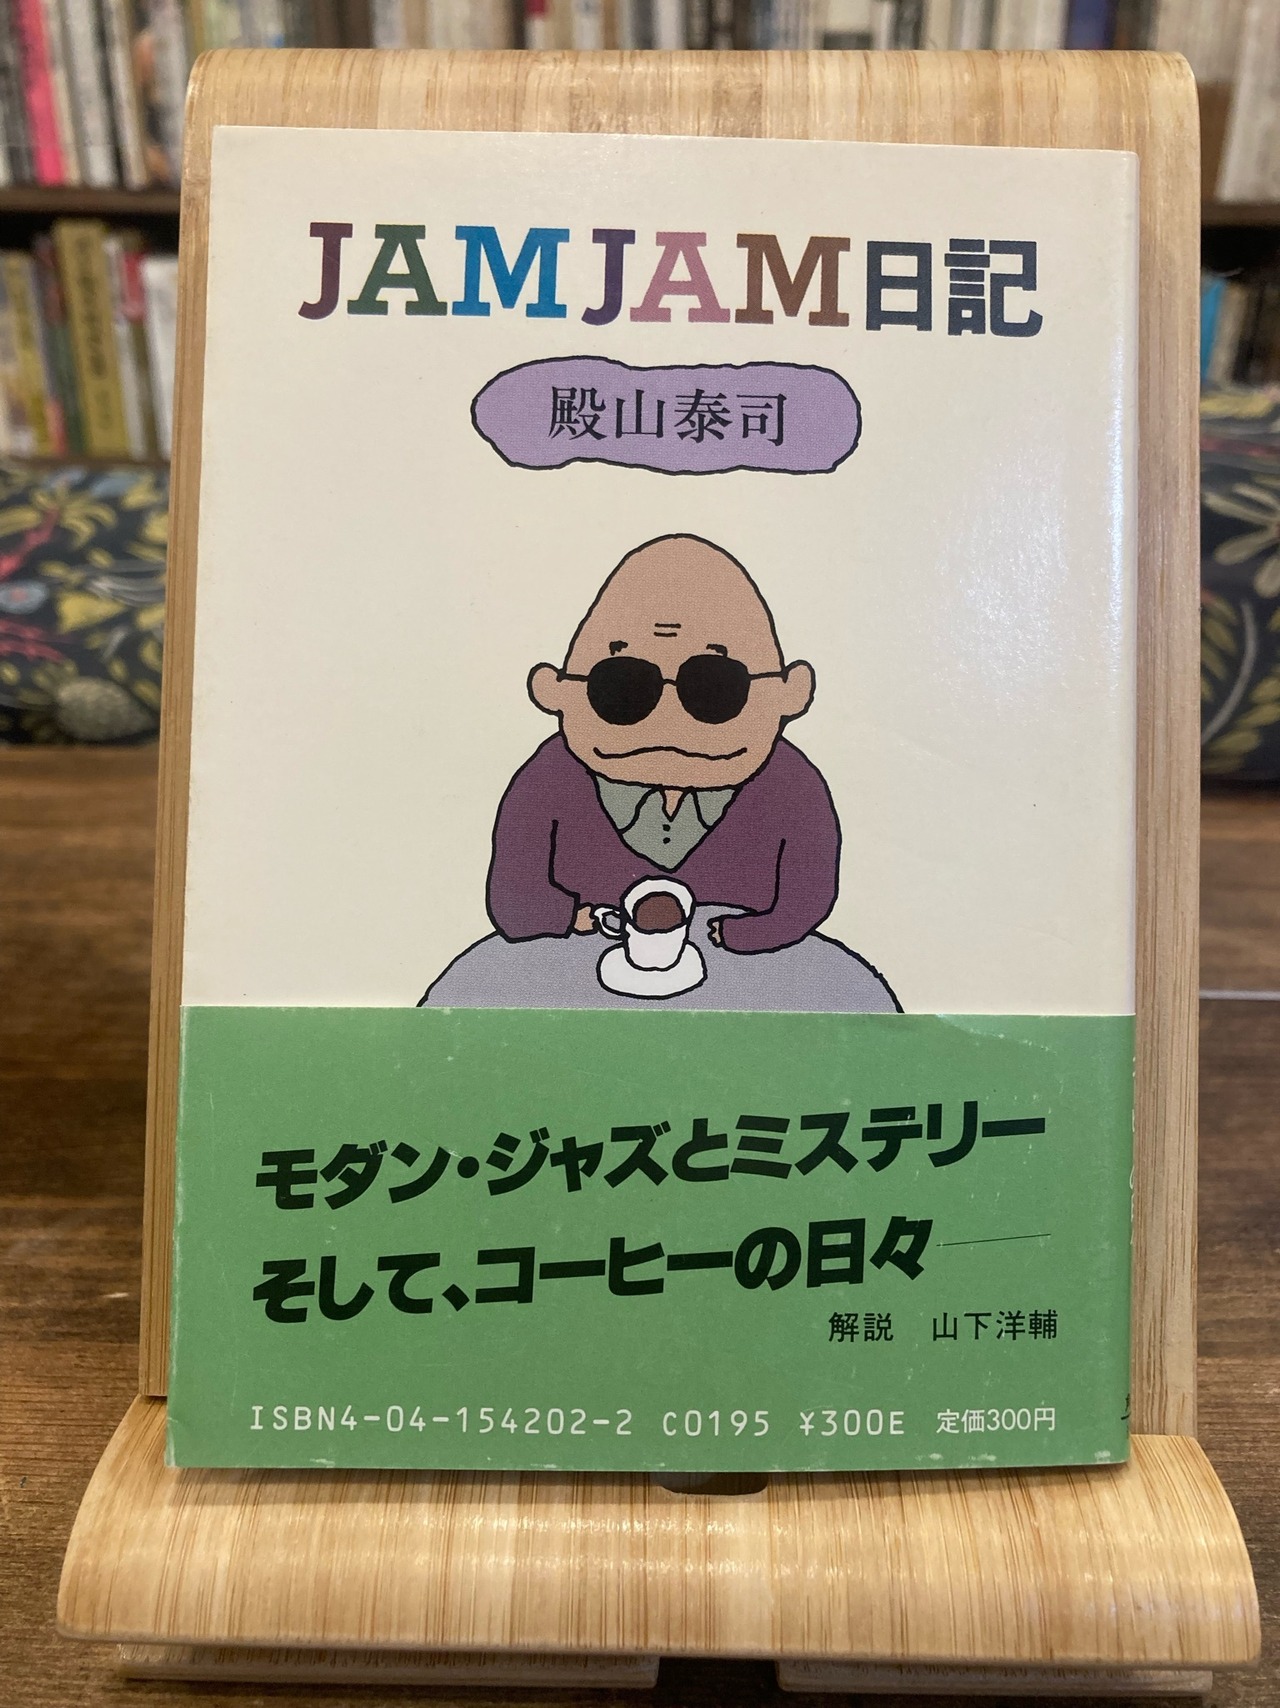 JAMJAM日記
殿山泰司
モダン・ジャズとミステリー
そして、コーヒーの日々——
解説 山下洋輔
ISBN4-04-154202-2 C0195 ¥300E 定価300円